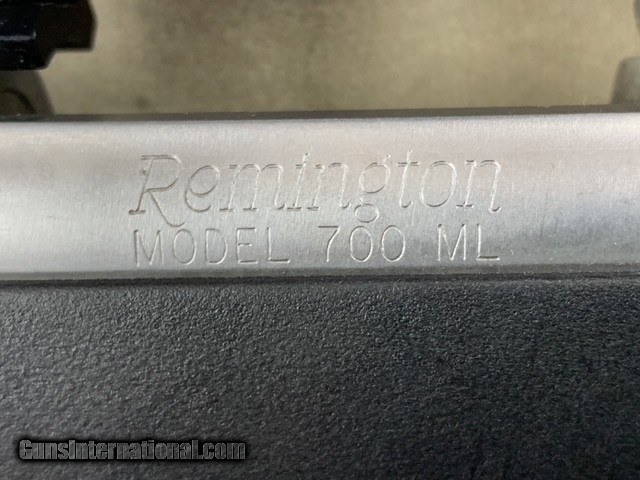 Remington
MODEL 700 ML
GunsInternational.com